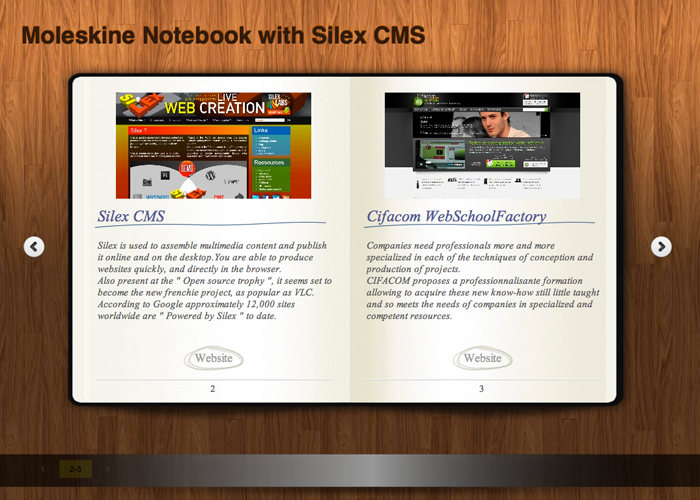 Moleskine Notebook with Silex CMS
LIVE
WEB CREATION
SILEX
LABS
Silex ?
Links
DEMO
Ressources
Silex CMS
Silex is used to assemble multimedia content and publish
it online and on the desktop.You are able to produce
websites quickly, and directly in the browser.
Also present at the " Open source trophy ", it seems set to
become the new frenchie project, as popular as VLC.
According to Google approximately 12,000 sites
worldwide are " Powered by Silex " to date.
Website
2
Cifacom
Cifacom WebSchoolFactory
Companies need professionals more and more
specialized in each of the techniques of conception and
production of projects.
CIFACOM proposes a professionnalisante formation
allowing to acquire these new know-how still little taught
and so meets the needs of companies in specialized and
competent resources.
Website
3
1 2-3 4